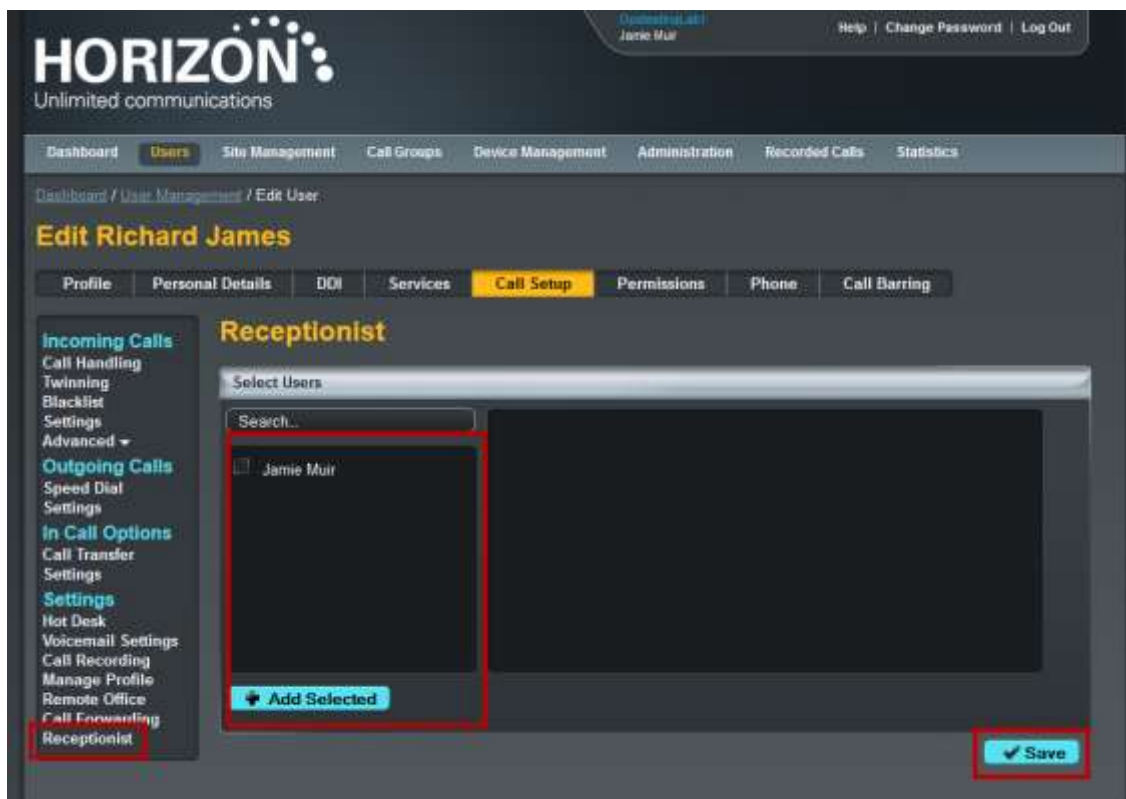 Jamie Muir
Help | Change Password | Log Out
HORIZON
Unlimited communications
Dashboard Users Site Management Call Groups Device Management Administration Recorded Calls Statistics
Dashboard / User Management / Edit User
Edit Richard James
Profile Personal Details DDI Services Call Setup Permissions Phone Call Barring
Incoming Calls
Call Handling
Twinning
Blacklist
Settings
Advanced
Outgoing Calls
Speed Dial
Settings
In Call Options
Call Transfer
Settings
Settings
Hot Desk
Voicemail Settings
Call Recording
Manage Profile
Remote Office
Call Forwarding
Receptionist
Receptionist
Select Users
Search...
Jamie Muir
Add Selected
Save